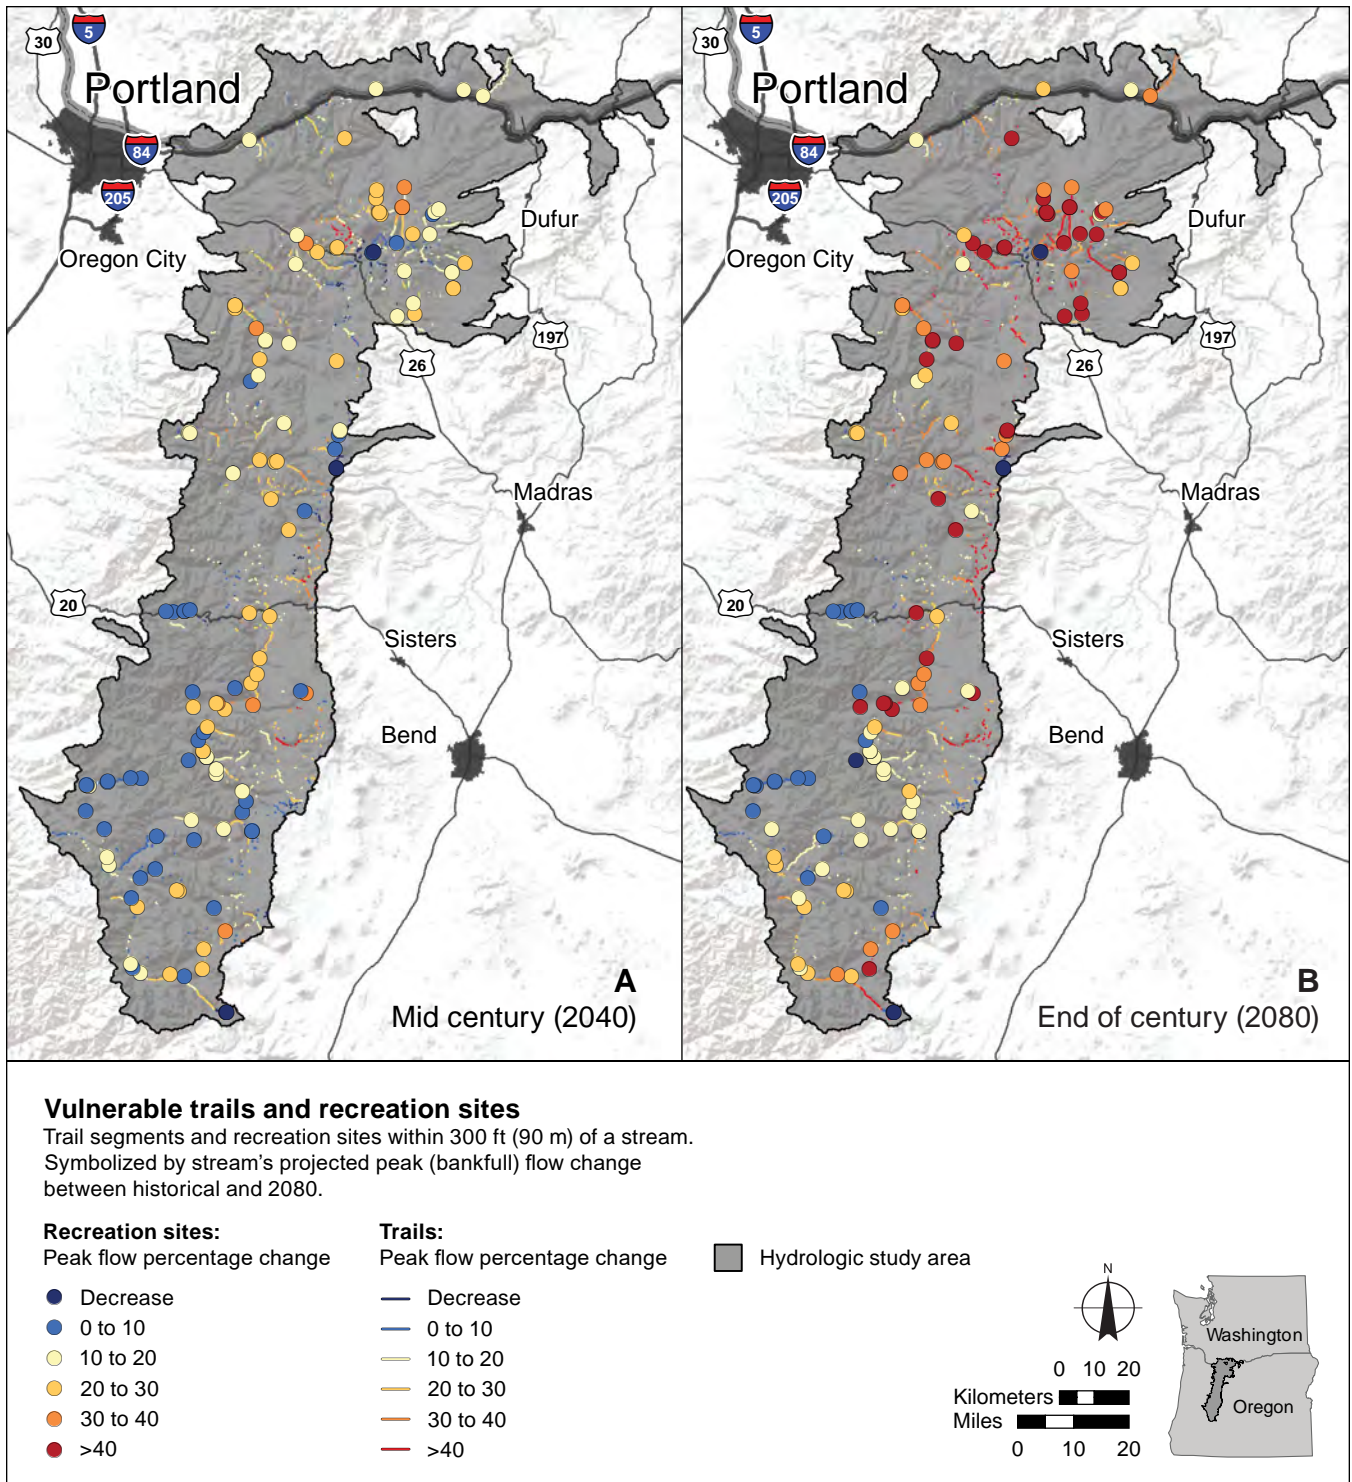 30
5
Portland
84
205
Oregon City
Dufur
197
26
Madras
20
Sisters
Bend
A
Mid century (2040)
30
5
Portland
84
205
Oregon City
Dufur
197
26
Madras
20
Sisters
Bend
B
End of century (2080)
Vulnerable trails and recreation sites
Trail segments and recreation sites within 300 ft (90 m) of a stream.
Symbolized by stream's projected peak (bankfull) flow change
between historical and 2080.
Recreation sites:
Peak flow percentage change
Decrease
0 to 10
10 to 20
20 to 30
30 to 40
>40
Trails:
Peak flow percentage change
Decrease
0 to 10
10 to 20
20 to 30
30 to 40
>40
Hydrologic study area
N
0 10 20
Kilometers
Miles
0 10 20
Washington
Oregon